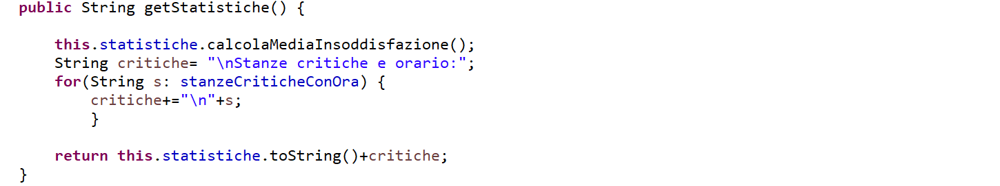 public String getStatistiche() {
this.statistiche.calcolaMediaInsoddisfazione();
String critiche= "\nStanze critiche e orario:";
for(String s: stanzeCriticheConOra) {
critiche+="\n"+s;
}
return this.statistiche.toString()+critiche;
}